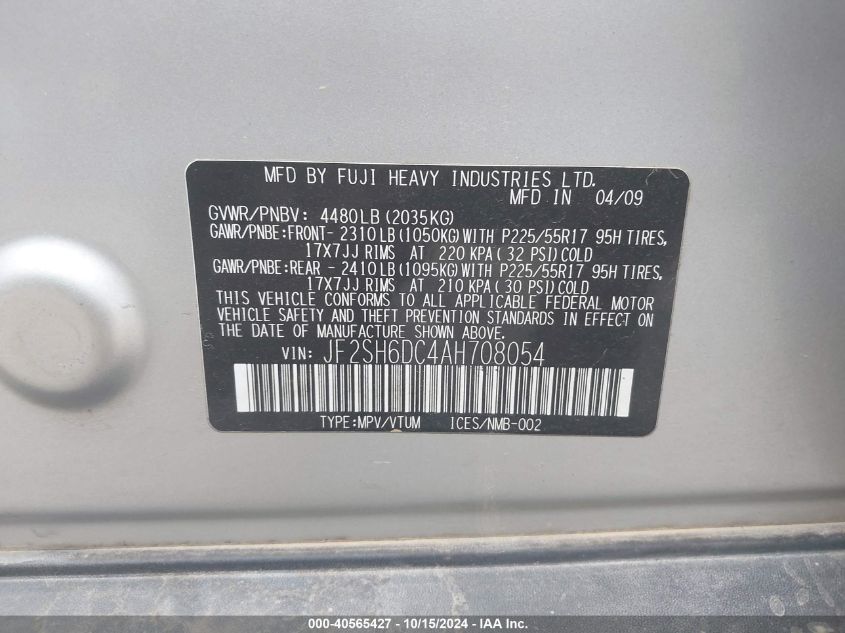 MFD BY FUJI HEAVY INDUSTRIES LTD.
MFD IN 04/09
GVWR/PNBV: 4480LB(2035KG)
GAWR/PNBE:FRONT- 2310LB(1050KG)WITH P225/55R17 95H TIRES,
17X7JJ RIMS AT 220 KPA( 32 PSI)COLD
GAWR/PNBE:REAR - 2410LB(1095KG)WITH P225/55R17 95H TIRES,
17X7JJ RIMS AT 210 KPA( 30 PSI)COLD
THIS VEHICLE CONFORMS TO ALL APPLICABLE FEDERAL MOTOR
VEHICLE SAFETY AND THEFT PREVENTION STANDARDS IN EFFECT ON
THE DATE OF MANUFACTURE SHOWN ABOVE.
VIN: JF2SH6DC4AH708054
TYPE:MPV/VTUM ICES/NMB-002
000-40565427 - 10/15/2024 - IAA Inc.